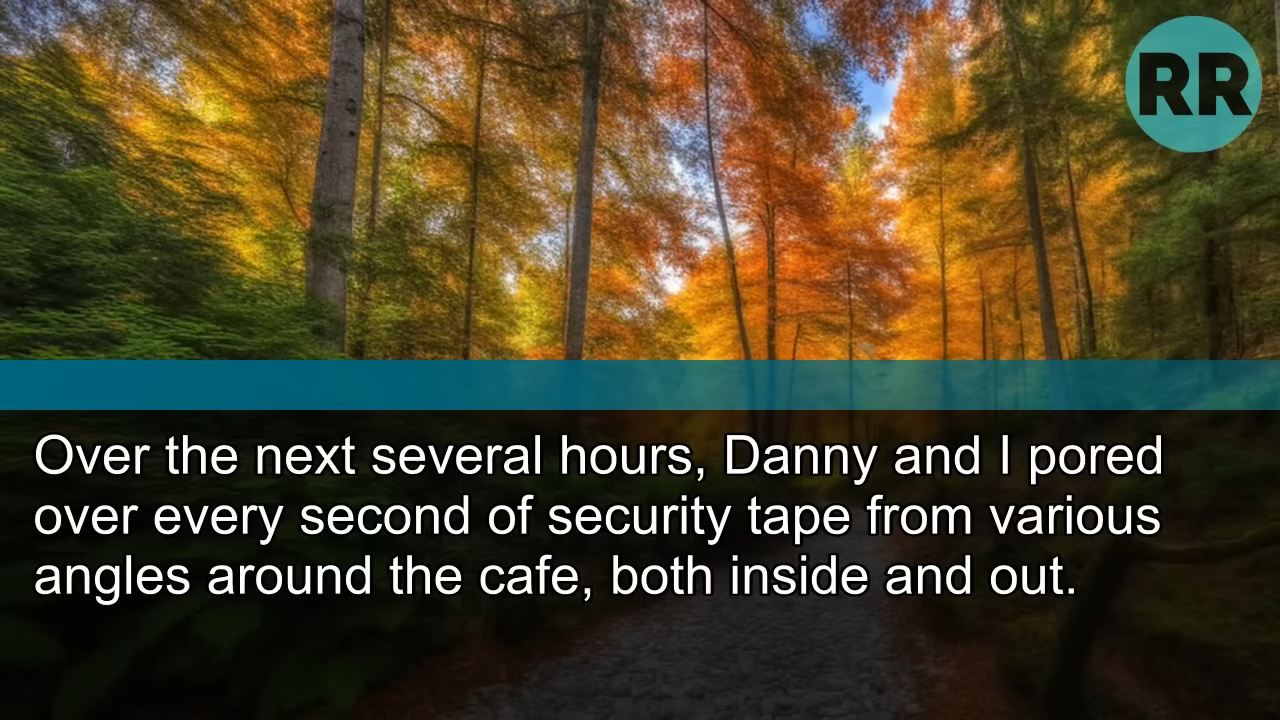 RR
Over the next several hours, Danny and I pored
over every second of security tape from various
angles around the cafe, both inside and out.